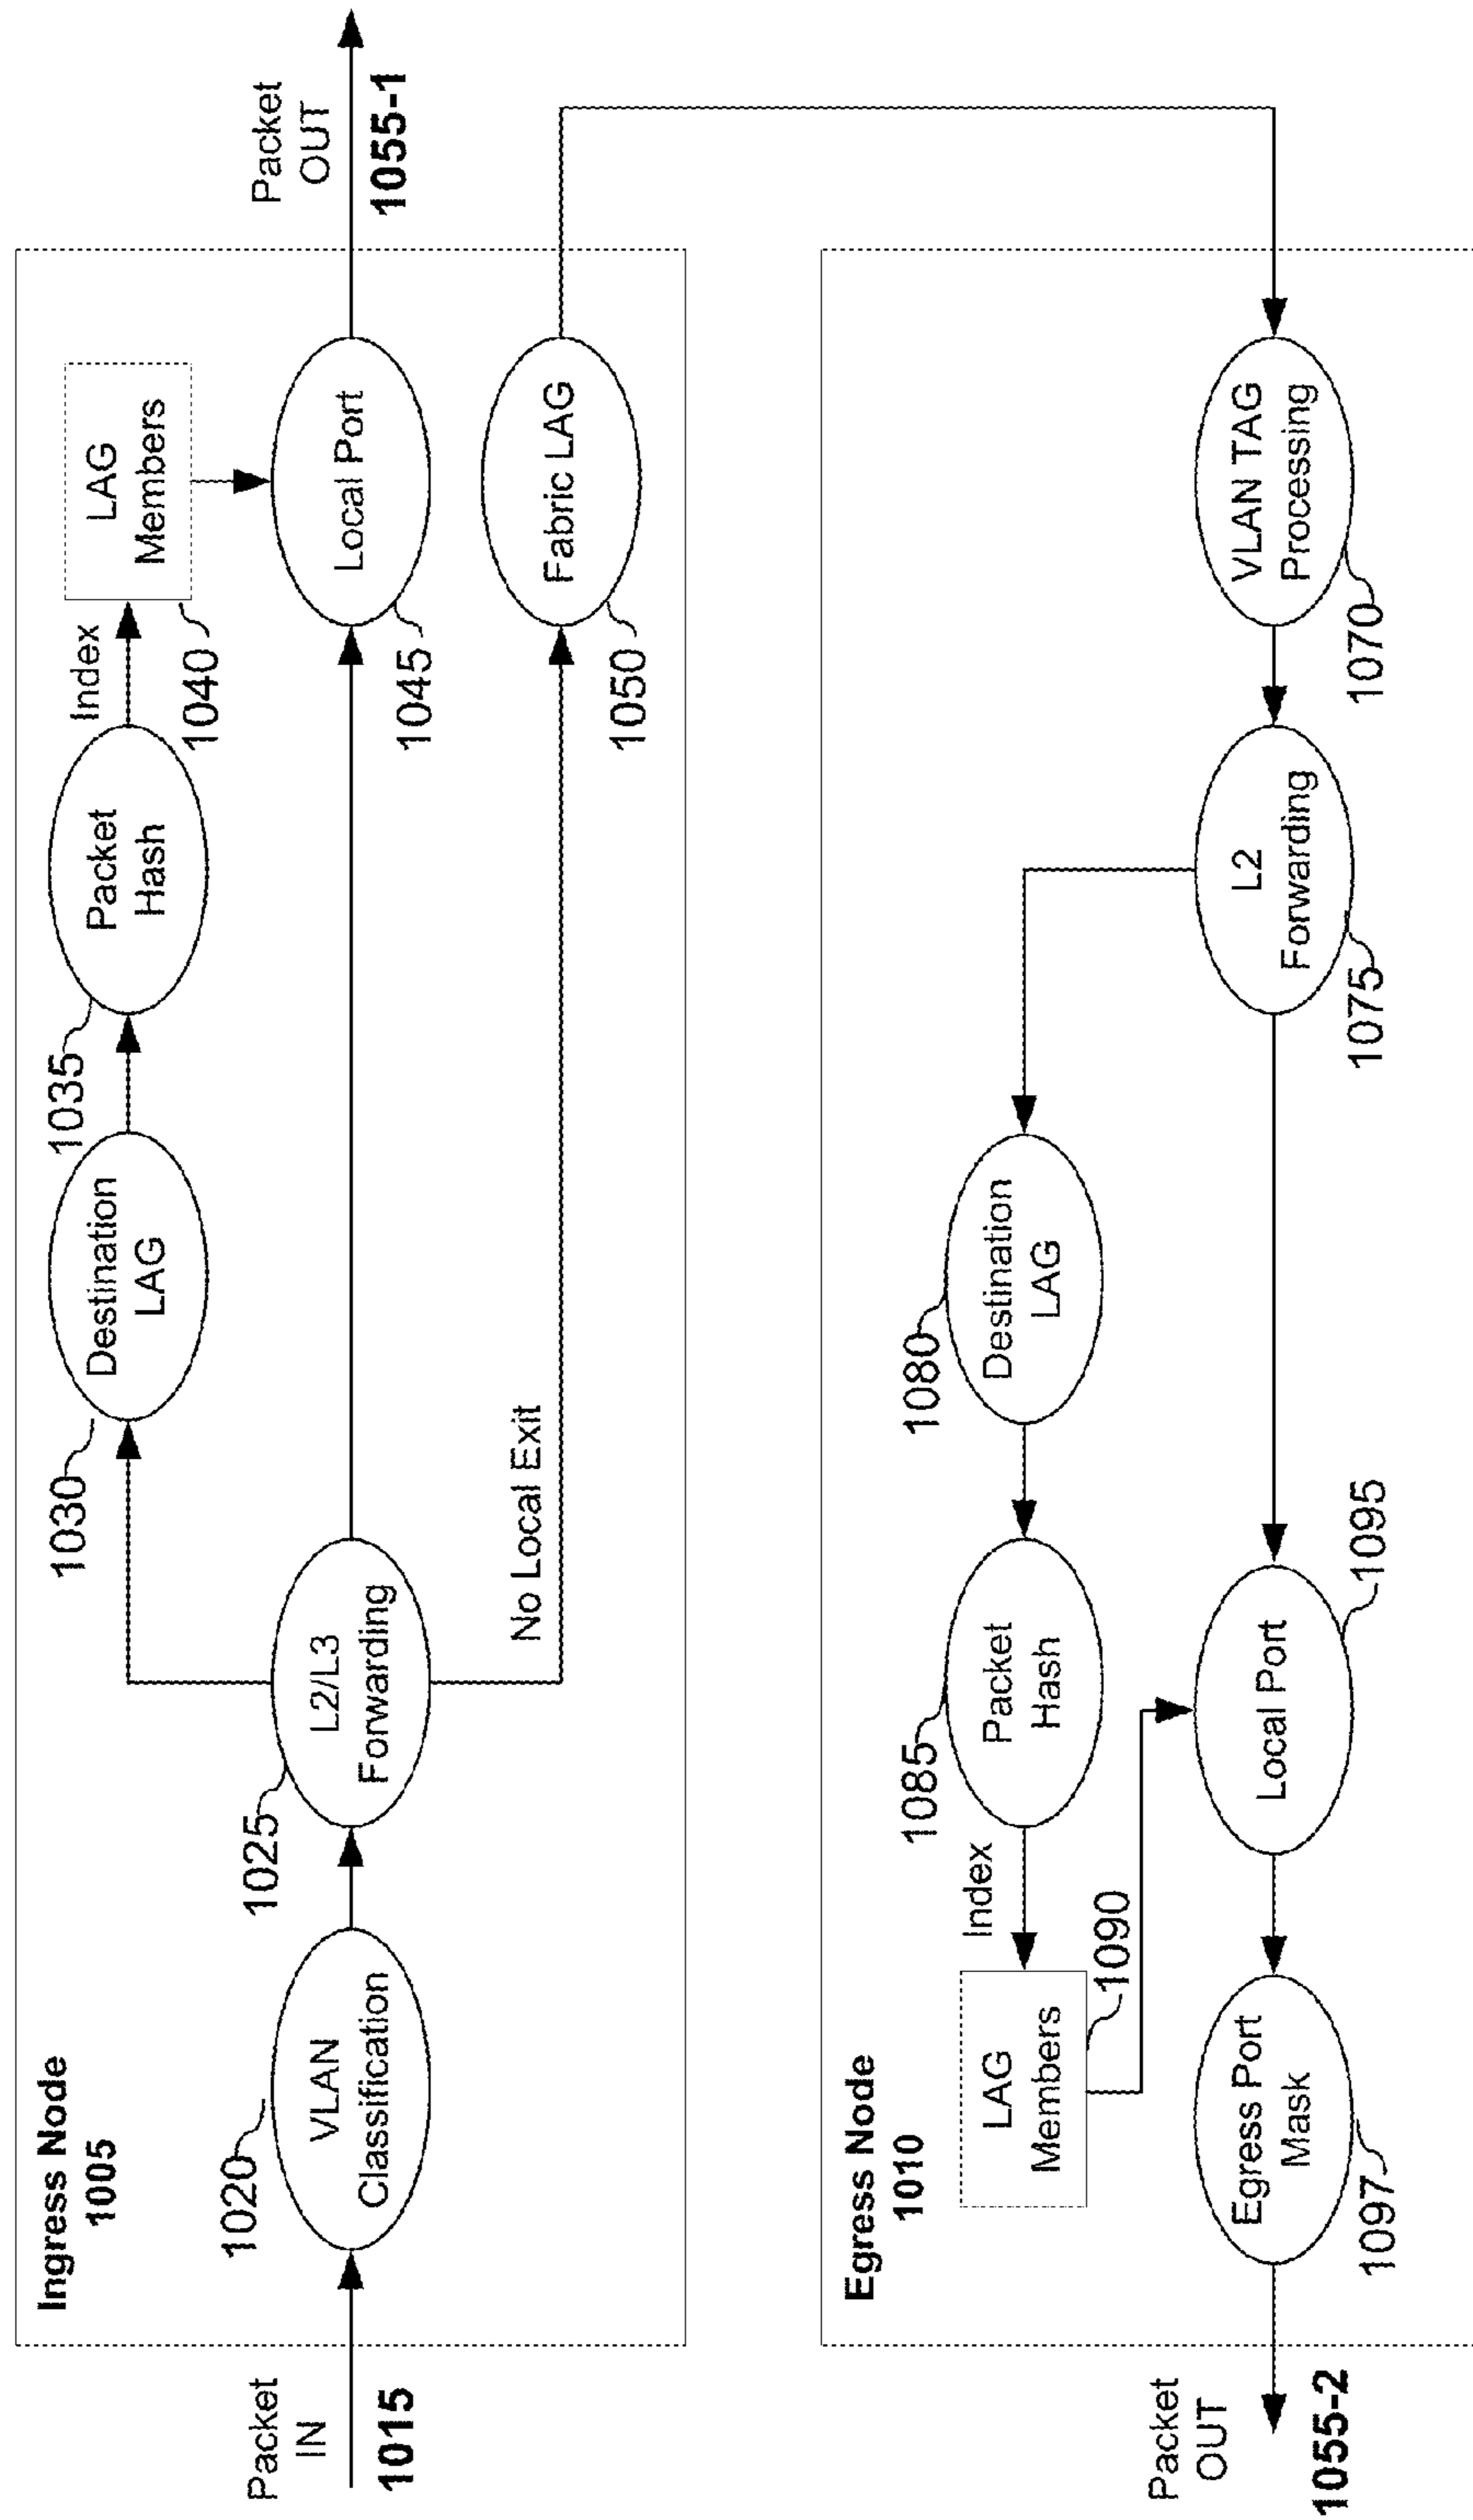 Ingress Node
1005
Packet
IN
1015
1020
VLAN
Classification
1025
L2/L3
Forwarding
1030
Destination
LAG
1035
Packet
Hash
Index
LAG
Members
1040
Local Port
1045
No Local Exit
Fabric LAG
1050
Packet
OUT
1055-1
Egress Node
1010
VLAN TAG
Processing
1070
L2
Forwarding
1075
1080
Destination
LAG
1085
Packet
Hash
Index
LAG
Members
1090
Local Port
1095
Egress Port
Mask
1097
Packet
OUT
1055-2